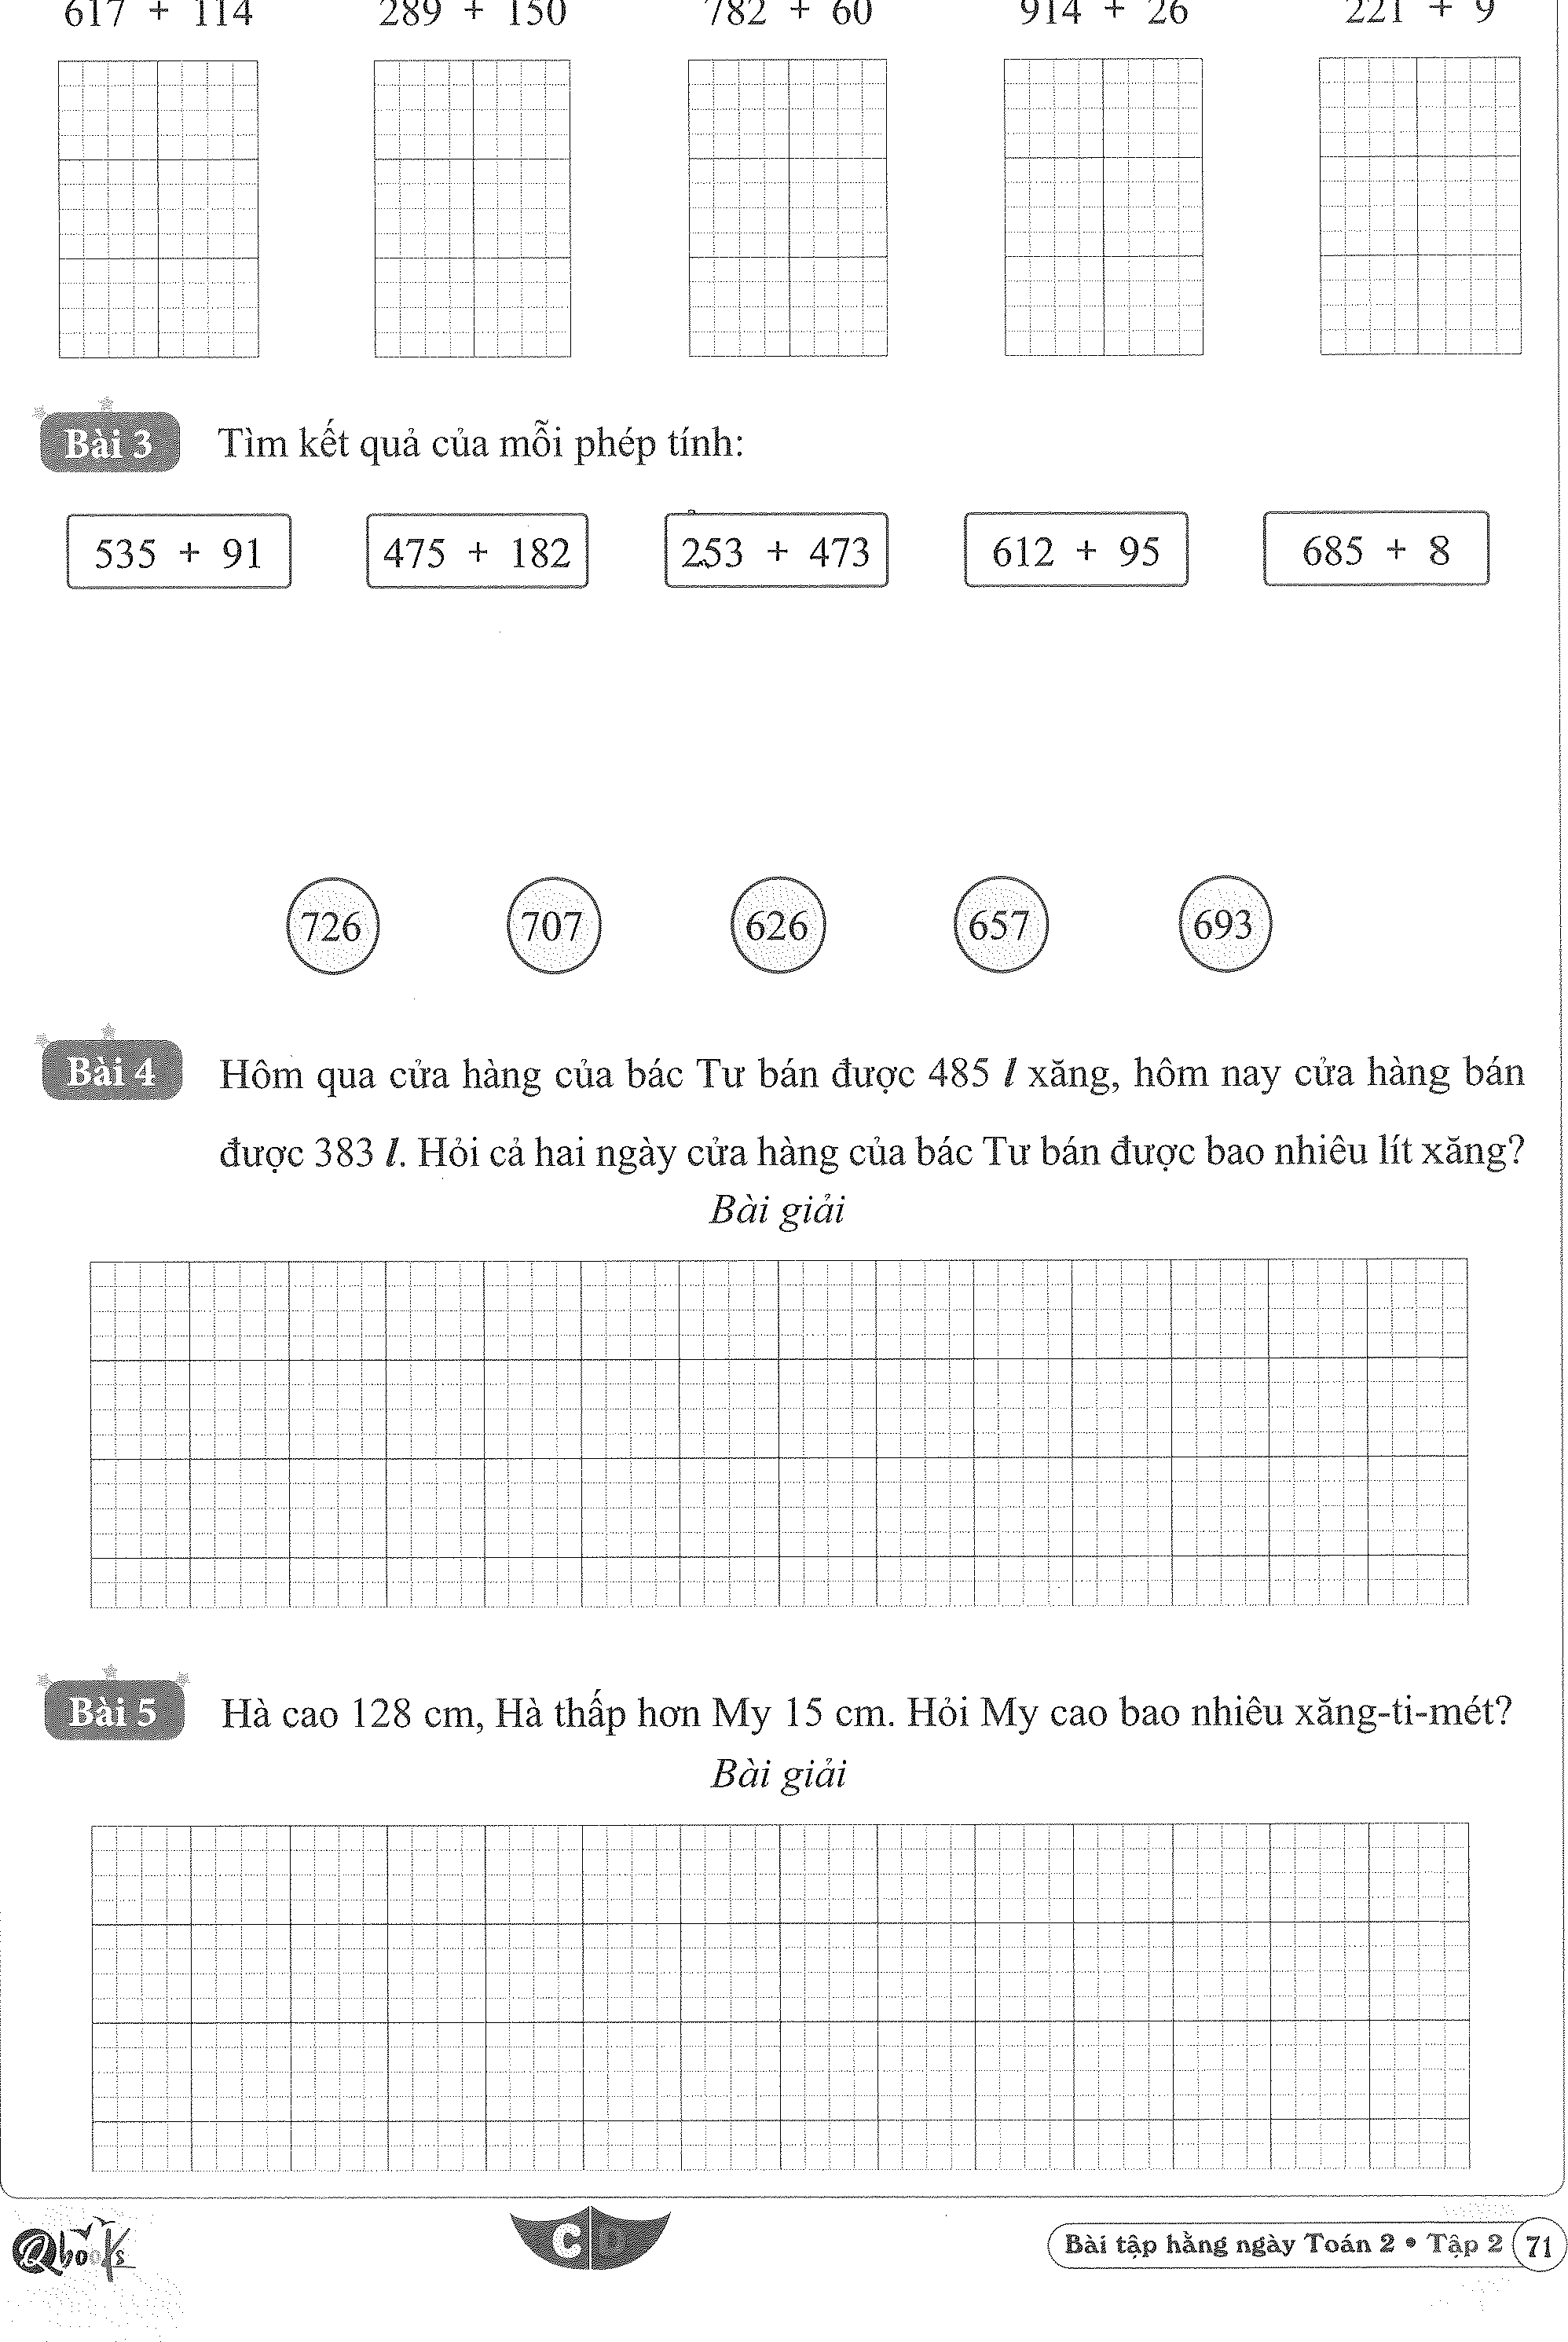 617 + 114 289 + 150 782 + 60 914 + 26 221 + 9
Bài 3 Tìm kết quả của mỗi phép tính:
535 + 91 475 + 182 253 + 473 612 + 95 685 + 8
726 707 626 657 693
Bài 4 Hôm qua cửa hàng của bác Tư bán được 485 l xăng, hôm nay cửa hàng bán
được 383 l. Hỏi cả hai ngày cửa hàng của bác Tư bán được bao nhiêu lít xăng?
Bài giải
Bài 5 Hà cao 128 cm, Hà thấp hơn My 15 cm. Hỏi My cao bao nhiêu xăng-ti-mét?
Bài giải
Qbooks CD Bài tập hằng ngày Toán 2 • Tập 2 71